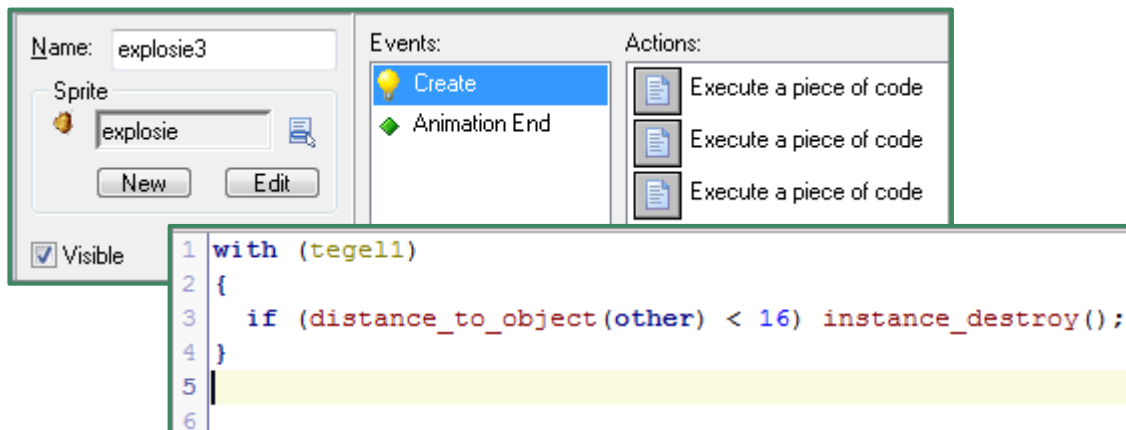 Name: explosie3
Sprite
explosie
New Edit
Visible
Events:
Create
Animation End
Actions:
Execute a piece of code
Execute a piece of code
Execute a piece of code
1 with (tegel1)
2 {
3 if (distance_to_object(other) < 16) instance_destroy();
4 }
5
6